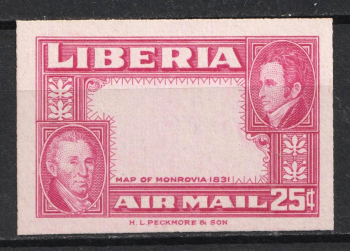 LIBERIA
MAP OF MONROVIA 1831
AIR MAIL 25¢
H. L. PECKMORE & SON